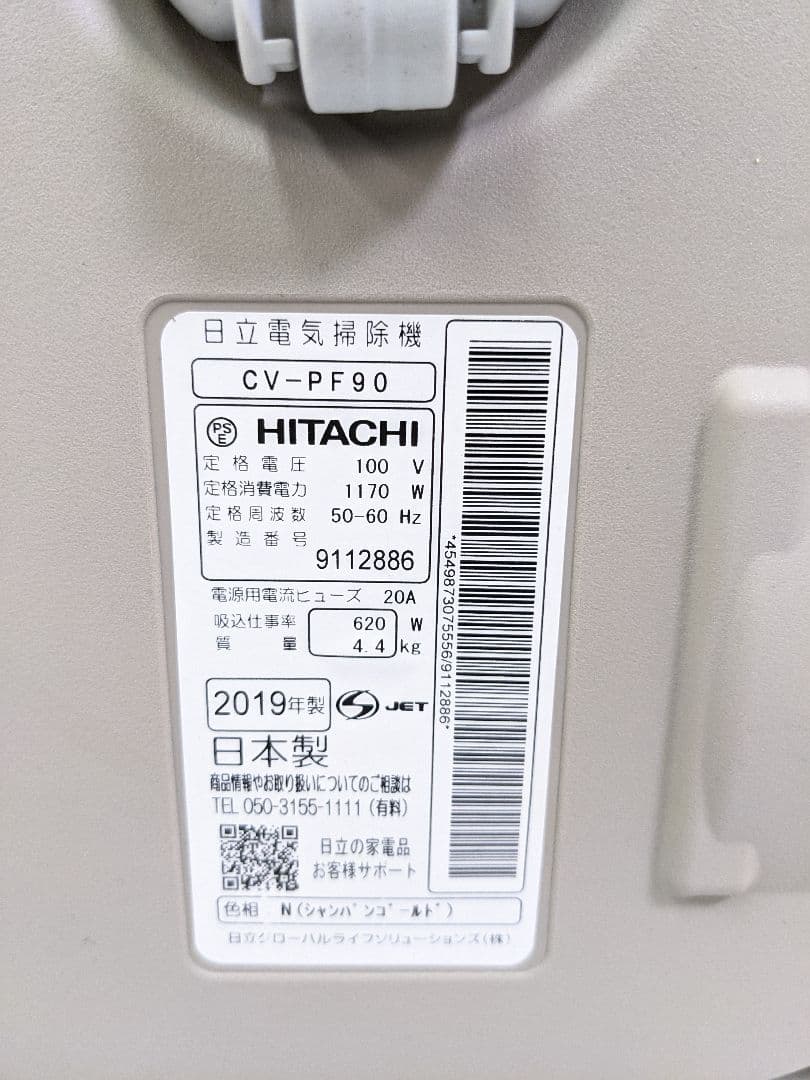 日立電気掃除機
CV-PF90
PSE HITACHI
定格電圧 100 V
定格消費電力 1170 W
定格周波数 50-60 Hz
製造番号
9112886
電源用電流ヒューズ 20A
吸込仕事率 620 W
質量 4.4 kg
2019年製 S JET
日本製
商品情報やお取り扱いについてのご相談は
TEL 050-3155-1111 (有料)
日立の家電品
お客様サポート
色相 N(シャンパンゴールド)
日立グローバルライフソリューションズ(株)
*4549873075556/9112886*